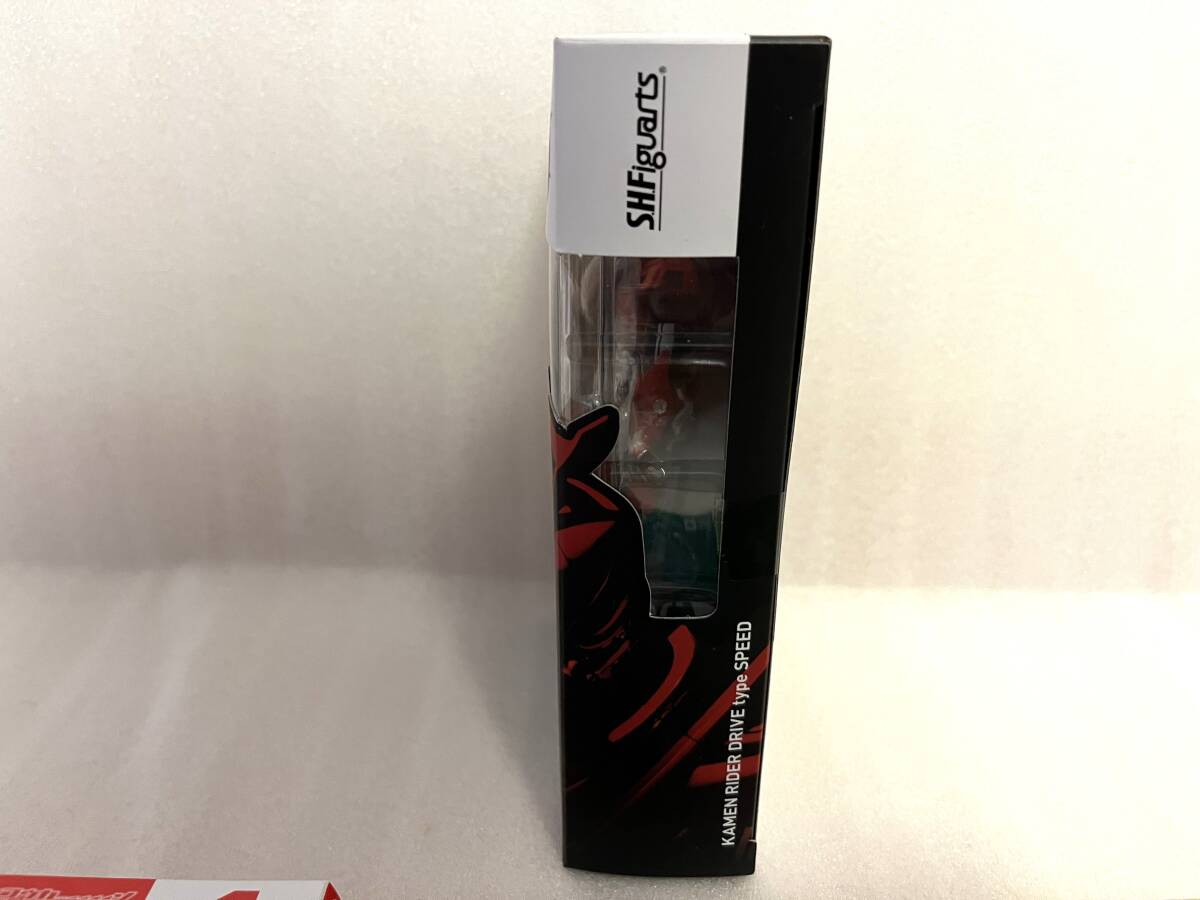 S.H.Figuarts®
KAMEN RIDER DRIVE type SPEED